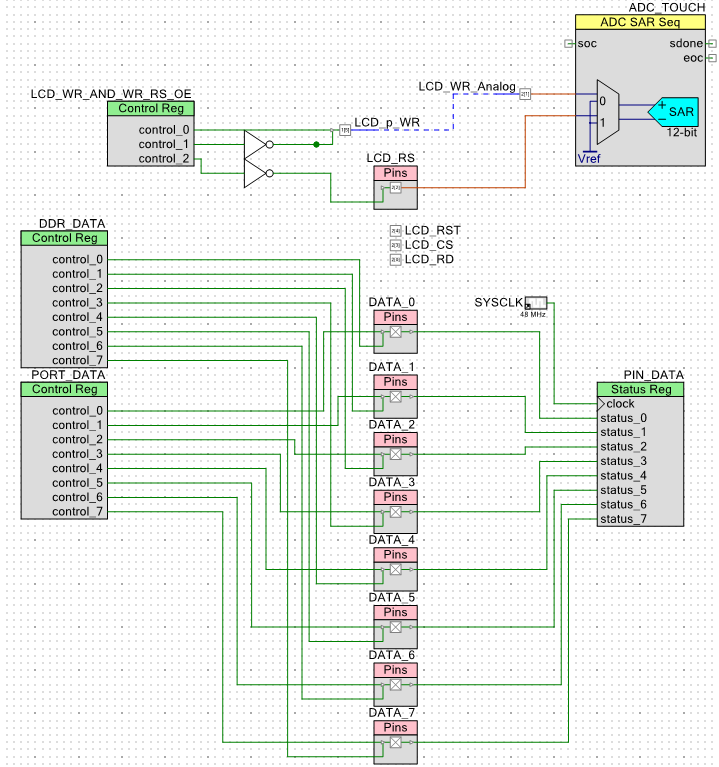 ADC_TOUCH
ADC SAR Seq
soc
sdone
eoc
0
1
SAR
12-bit
Vref
LCD_WR_Analog
2[1]
LCD_WR_AND_WR_RS_OE
Control Reg
control_0
control_1
control_2
LCD_p_WR
LCD_RS
Pins
2[2]
LCD_RST
LCD_CS
LCD_RD
DDR_DATA
Control Reg
control_0
control_1
control_2
control_3
control_4
control_5
control_6
control_7
PORT_DATA
Control Reg
control_0
control_1
control_2
control_3
control_4
control_5
control_6
control_7
DATA_0
Pins
DATA_1
Pins
DATA_2
Pins
DATA_3
Pins
DATA_4
Pins
DATA_5
Pins
DATA_6
Pins
DATA_7
Pins
SYSCLK
48 MHz
PIN_DATA
Status Reg
clock
status_0
status_1
status_2
status_3
status_4
status_5
status_6
status_7